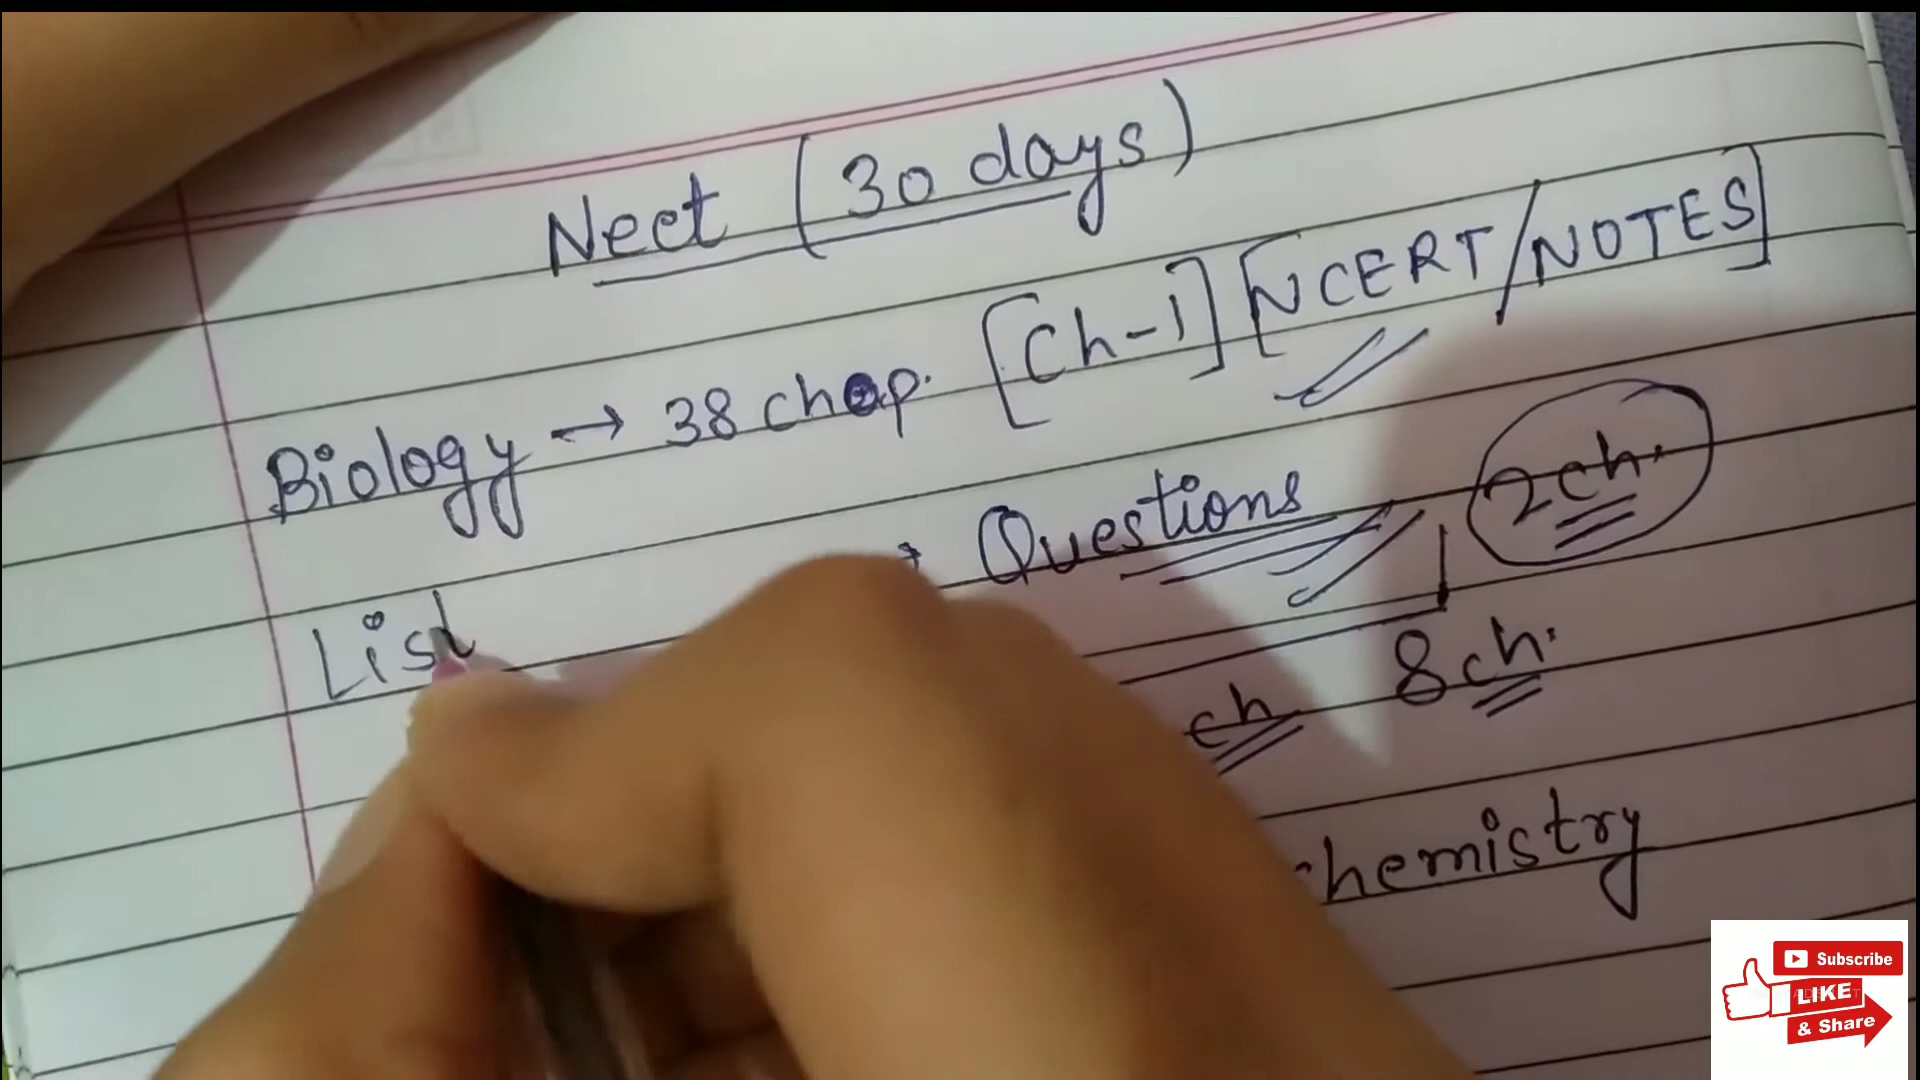 Neet (30 days)
Biology → 38 chap. [Ch-1] [NCERT/NOTES]
Questions 2ch.
List
ch 8ch.
hemistry
Subscribe
LIKE
& Share